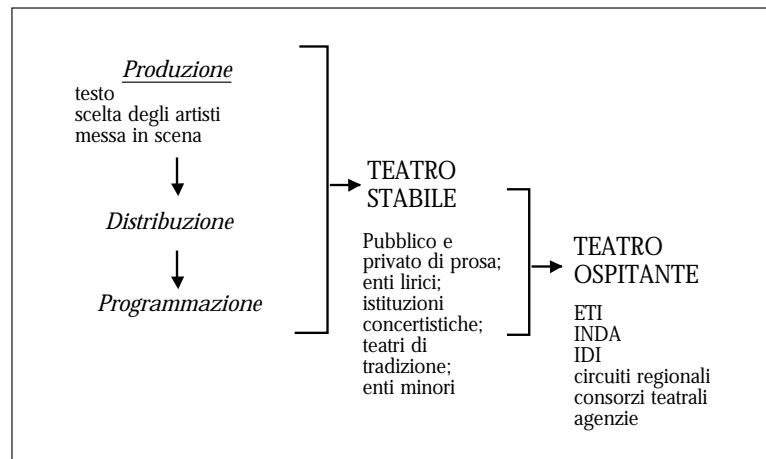 Produzione
testo
scelta degli artisti
messa in scena
Distribuzione
Programmazione
TEATRO
STABILE
Pubblico e
privato di prosa;
enti lirici;
istituzioni
concertistiche;
teatri di
tradizione;
enti minori
TEATRO
OSPITANTE
ETI
INDA
IDI
circuiti regionali
consorzi teatrali
agenzie